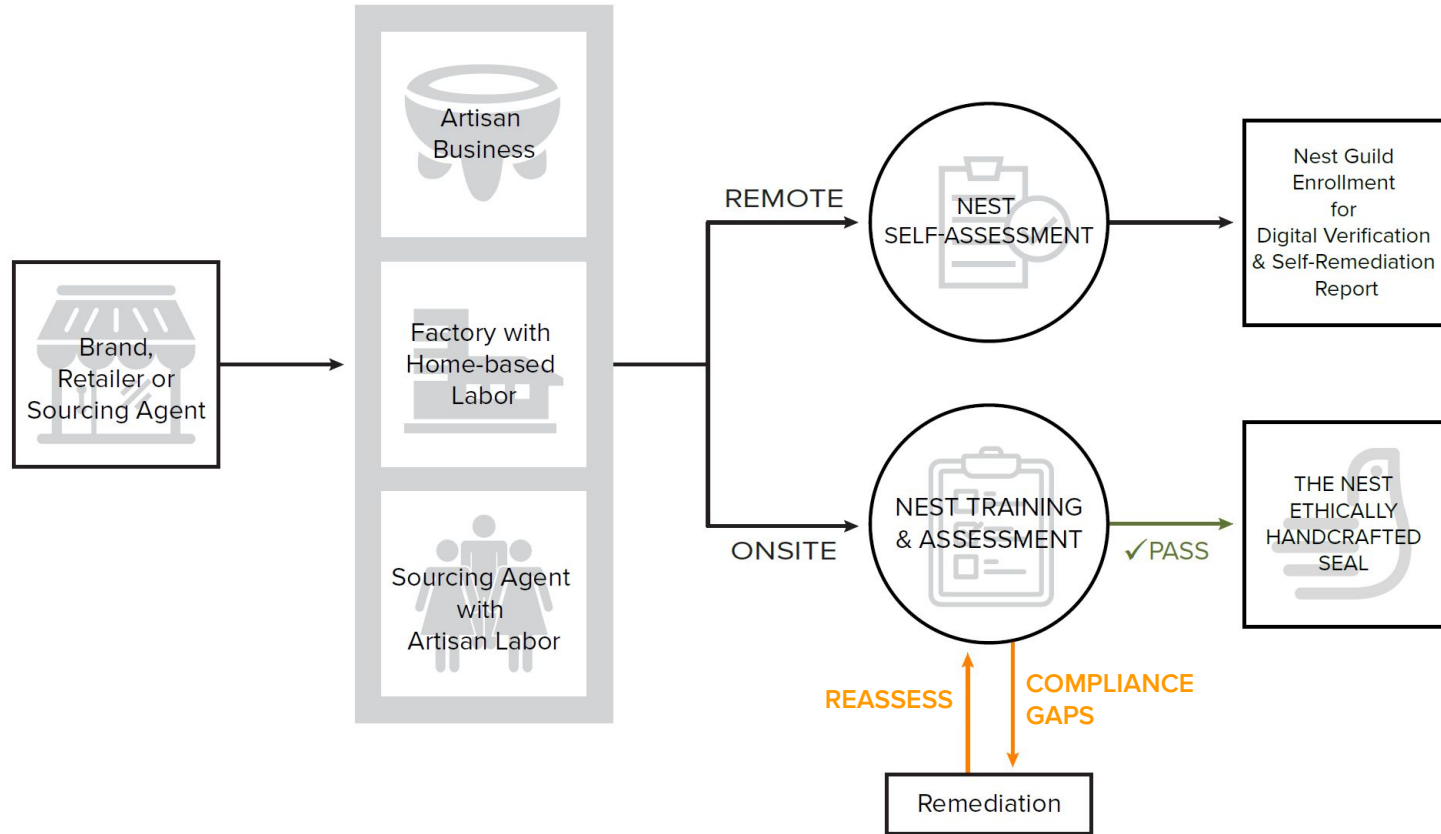 Brand,
Retailer or
Sourcing Agent
Artisan
Business
Factory with
Home-based
Labor
Sourcing Agent
with
Artisan Labor
REMOTE
NEST
SELF-ASSESSMENT
Nest Guild
Enrollment
for
Digital Verification
& Self-Remediation
Report
ONSITE
NEST TRAINING
& ASSESSMENT
✓PASS
THE NEST
ETHICALLY
HANDCRAFTED
SEAL
REASSESS
COMPLIANCE
GAPS
Remediation